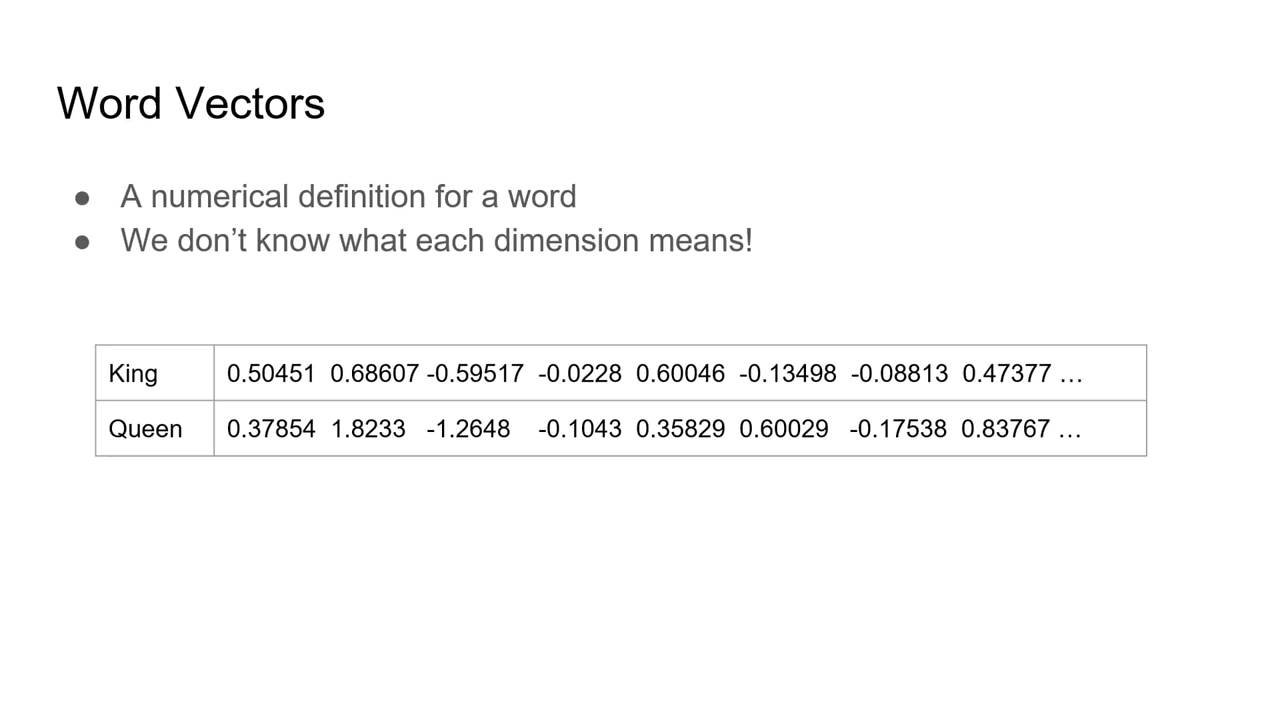 Word Vectors
● A numerical definition for a word
● We don’t know what each dimension means!
King 0.50451 0.68607 -0.59517 -0.0228 0.60046 -0.13498 -0.08813 0.47377 …
Queen 0.37854 1.8233 -1.2648 -0.1043 0.35829 0.60029 -0.17538 0.83767 …